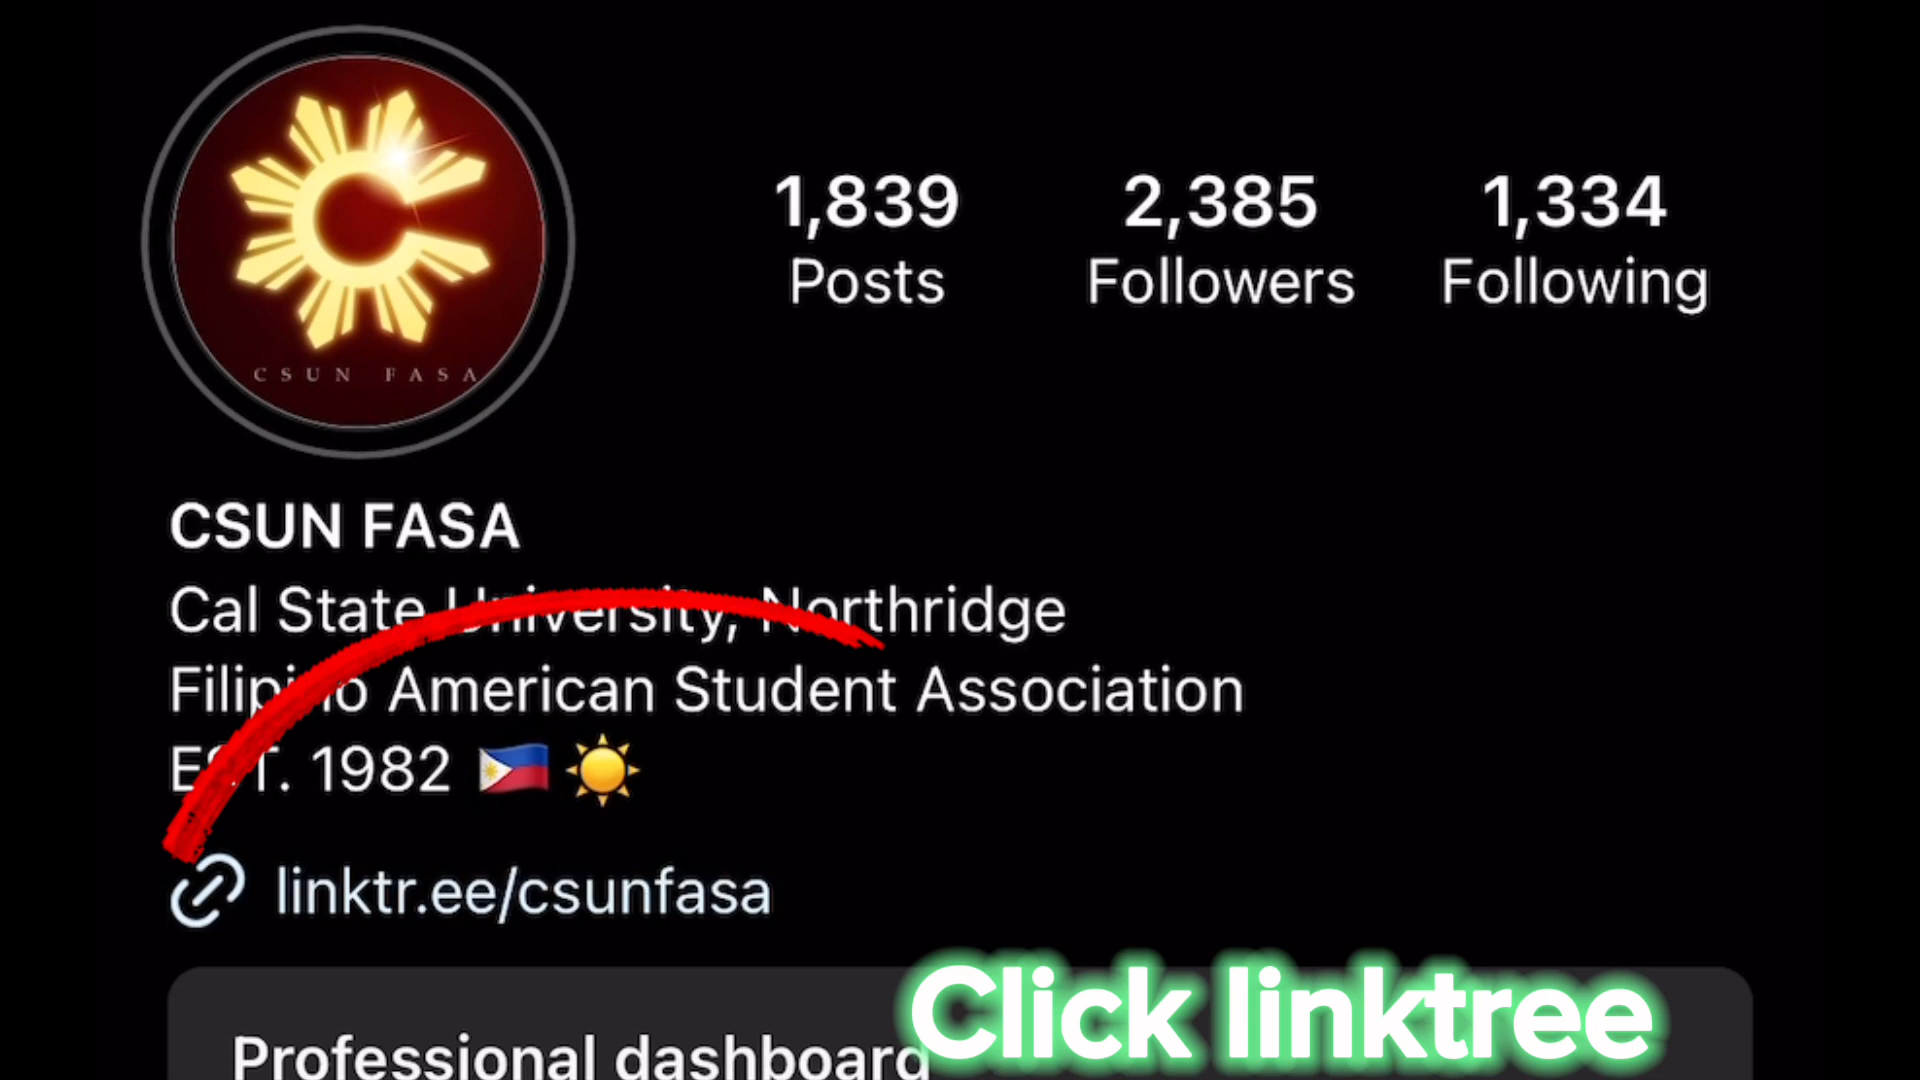 CSUN FASA
1,839 2,385 1,334
Posts Followers Following
CSUN FASA
Cal State University, Northridge
Filipino American Student Association
EST. 1982 🇵🇭 ☀️
linktr.ee/csunfasa
Click linktree
Professional dashboard